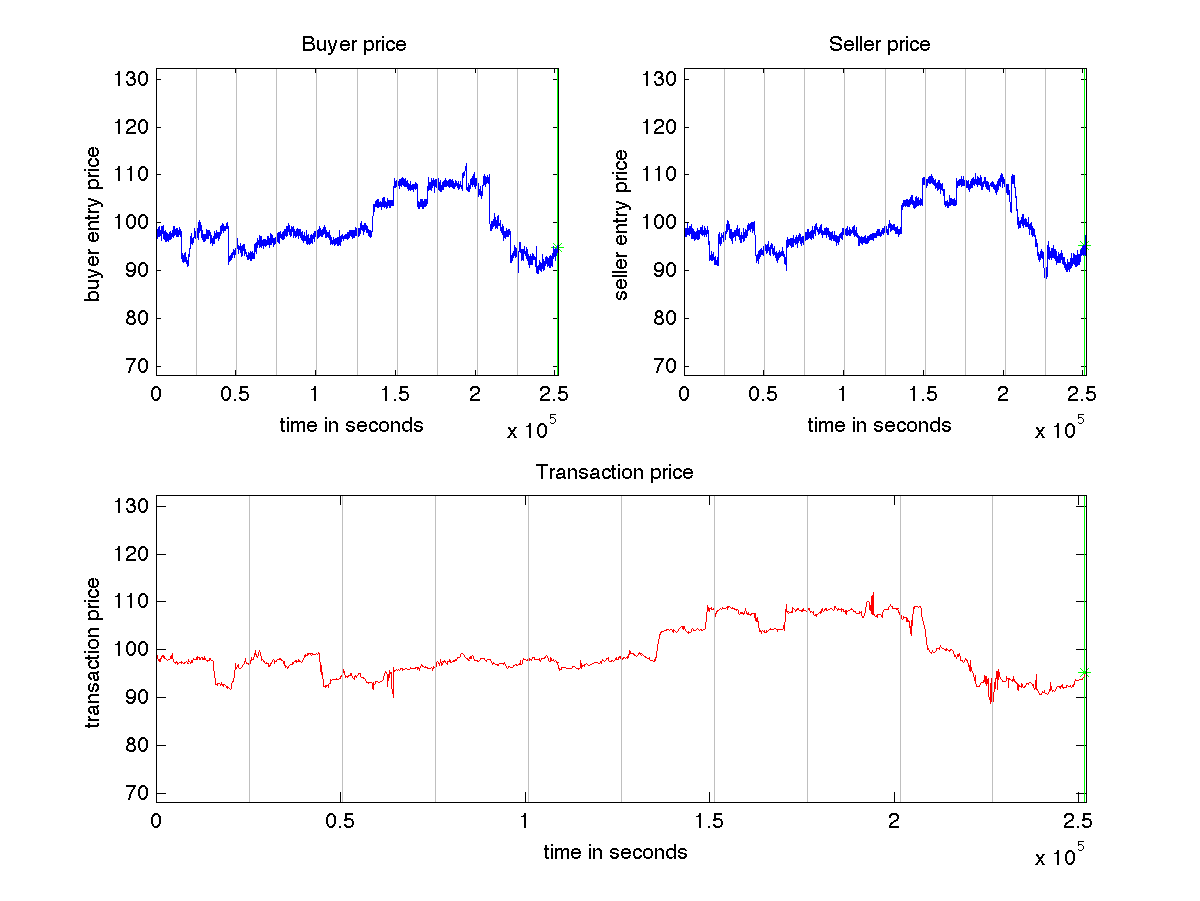 Buyer price
130
120
110
100
90
80
70
buyer entry price
0 0.5 1 1.5 2 2.5
time in seconds
x 10^5
Seller price
130
120
110
100
90
80
70
seller entry price
0 0.5 1 1.5 2 2.5
time in seconds
x 10^5
Transaction price
130
120
110
100
90
80
70
transaction price
0 0.5 1 1.5 2 2.5
time in seconds
x 10^5